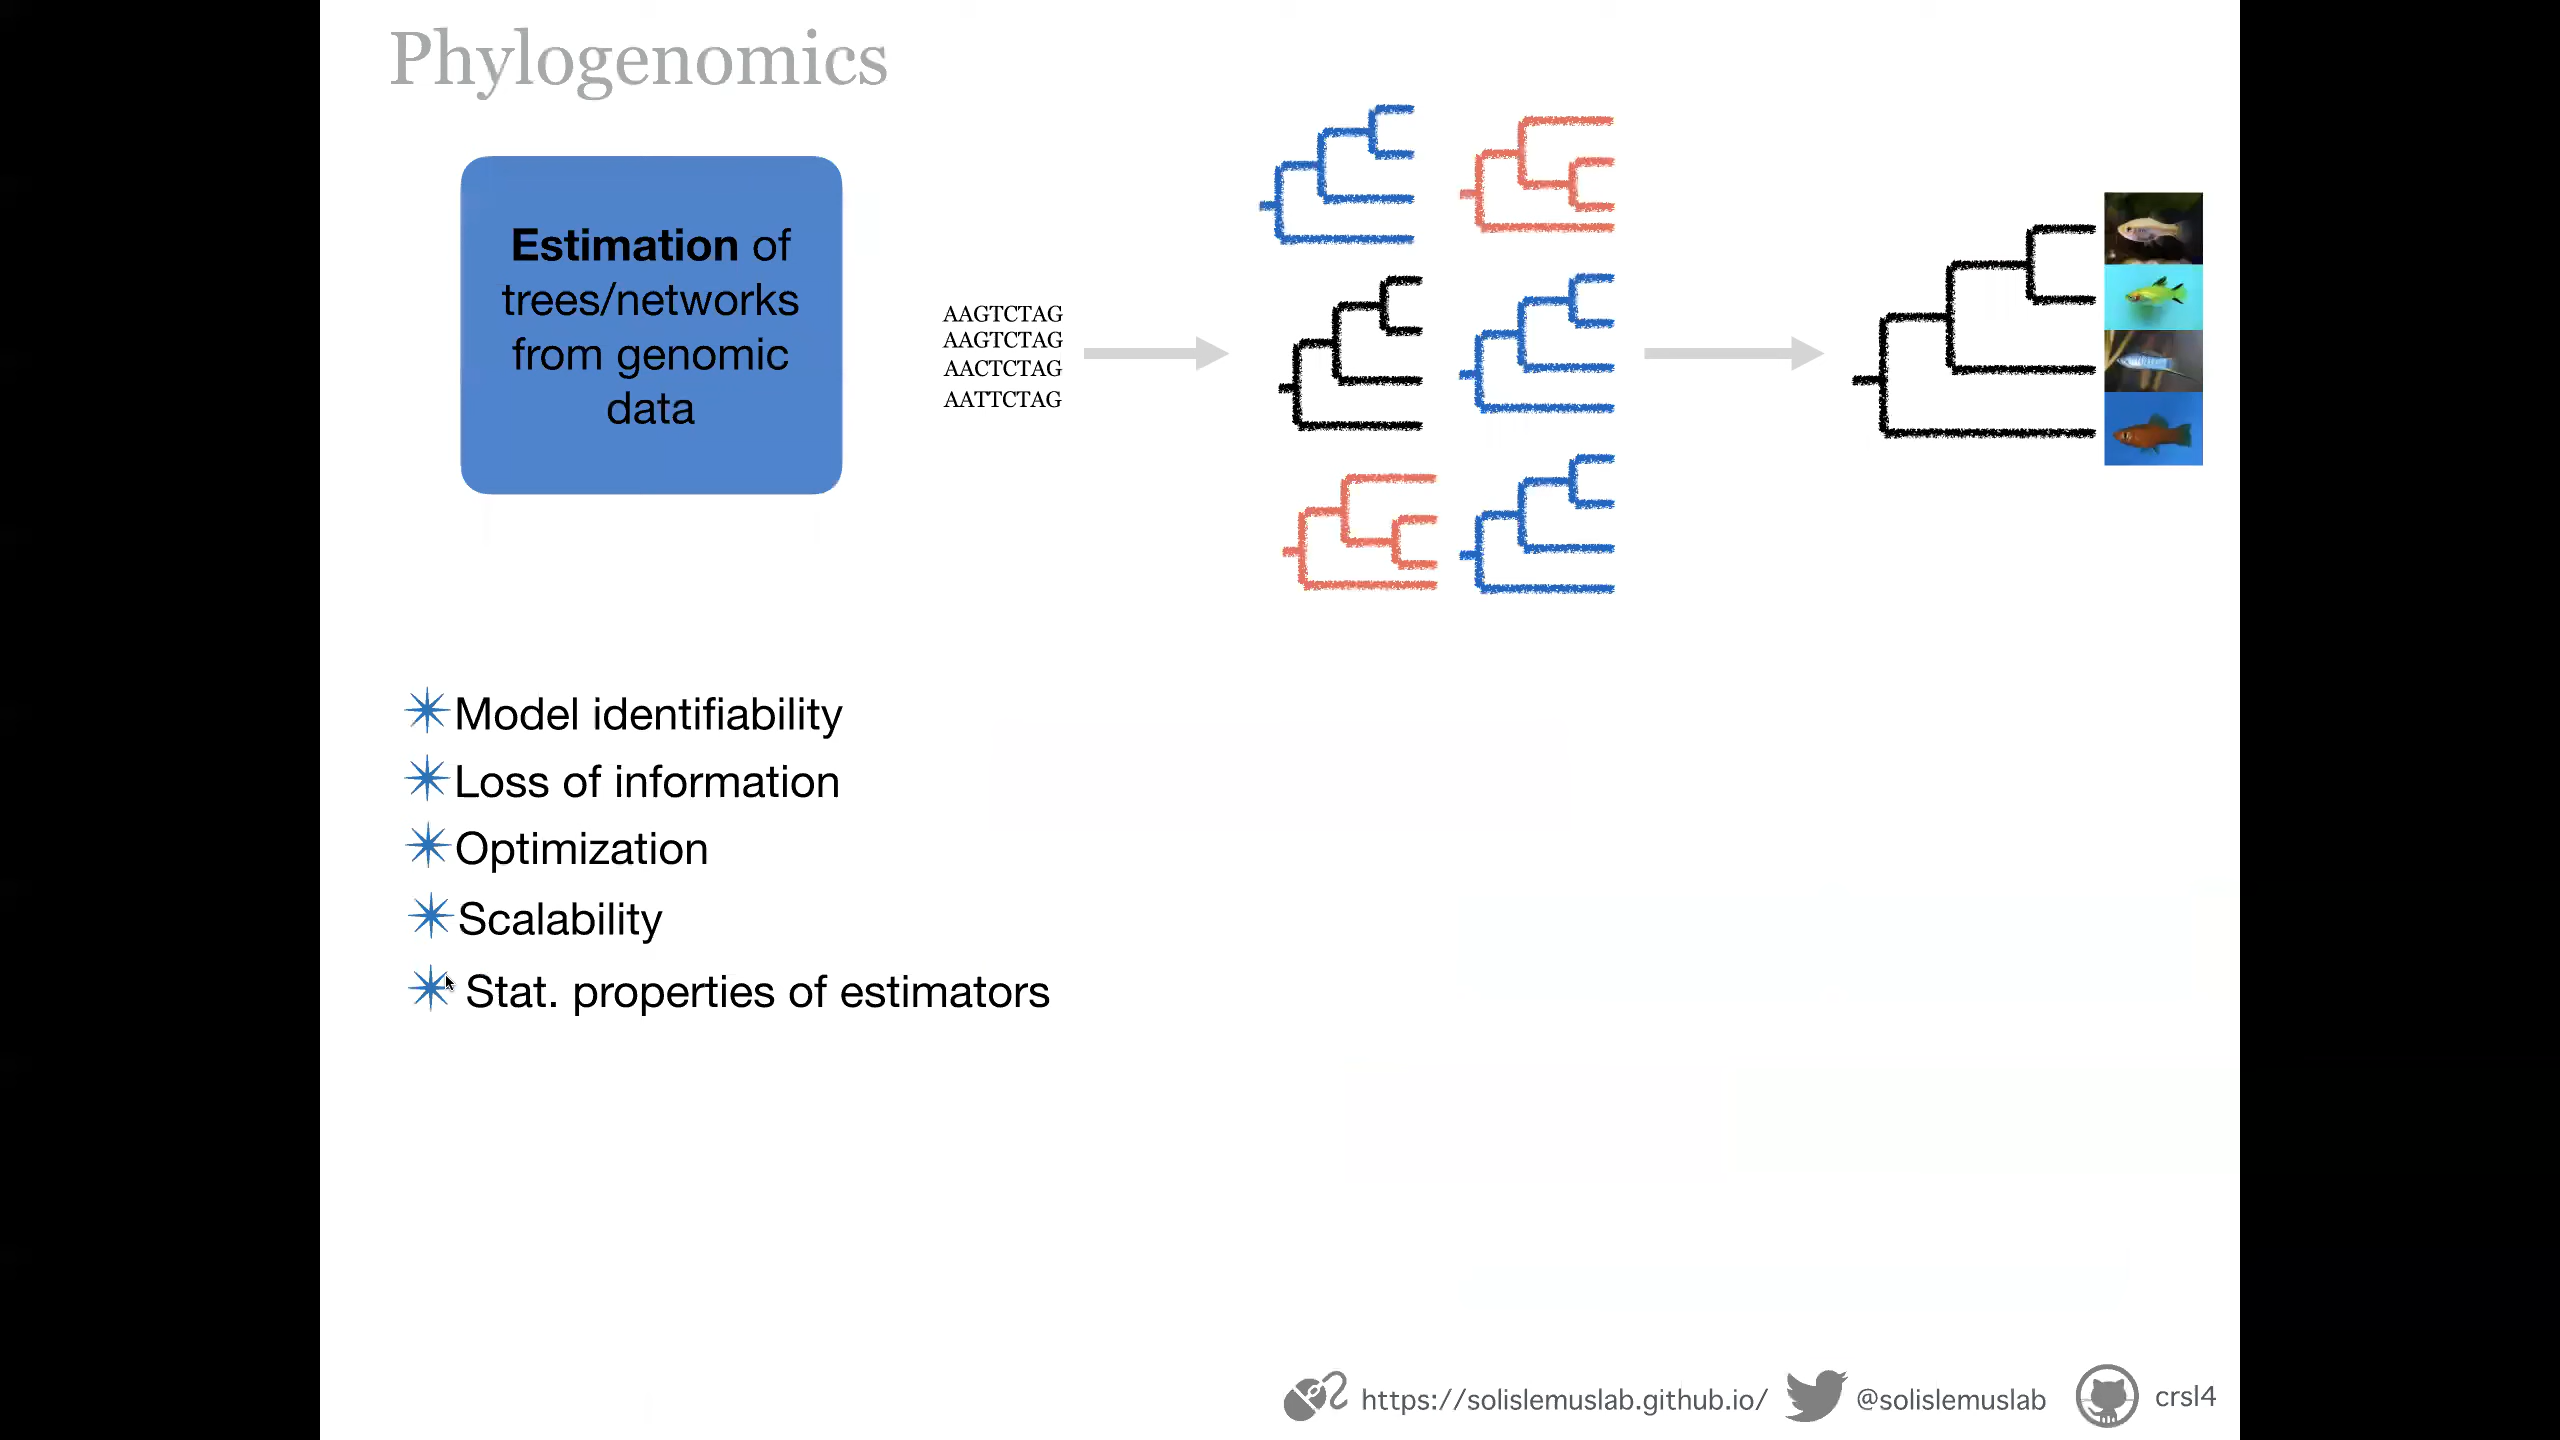 Phylogenomics
Estimation of
trees/networks
from genomic
data
AAGTCTAG
AAGTCTAG
AACTCTAG
AATTCTAG
Model identifiability
Loss of information
Optimization
Scalability
Stat. properties of estimators
https://solislemuslab.github.io/
@solislemuslab
crsl4